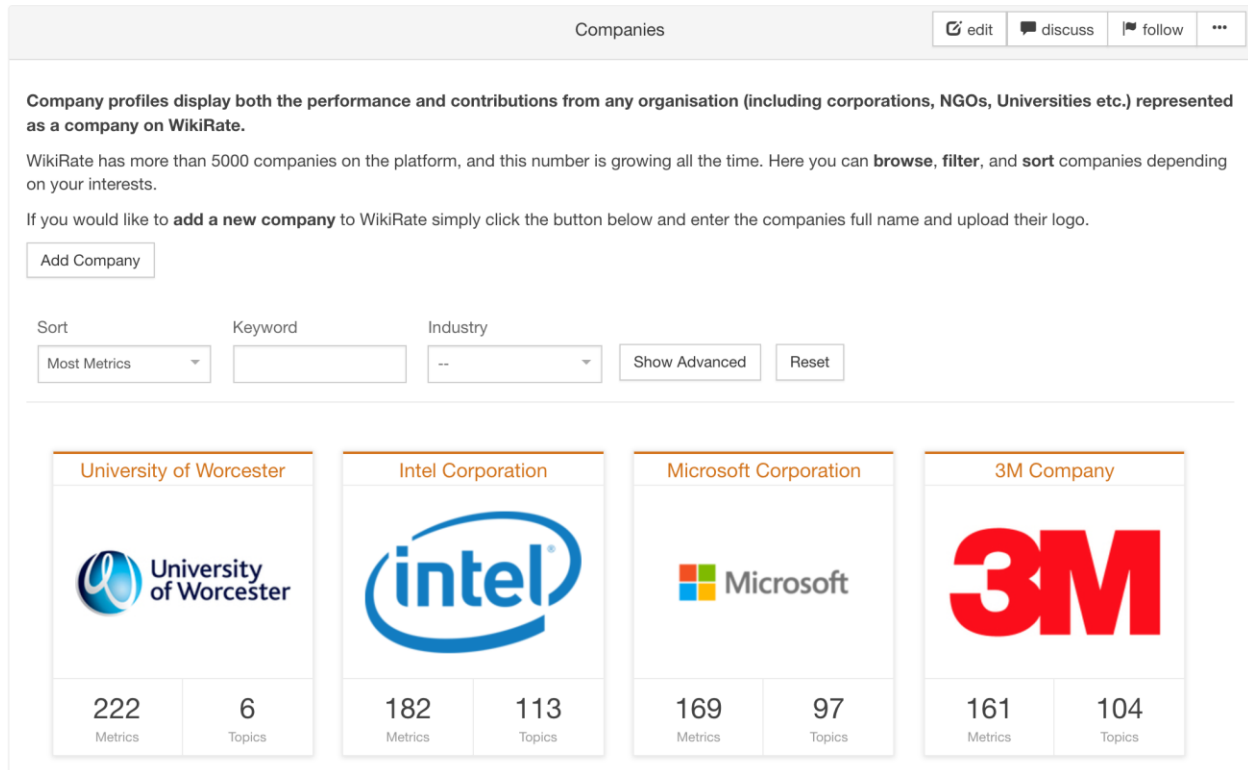 Companies
edit
discuss
follow
•••
Company profiles display both the performance and contributions from any organisation (including corporations, NGOs, Universities etc.) represented
as a company on WikiRate.
WikiRate has more than 5000 companies on the platform, and this number is growing all the time. Here you can browse, filter, and sort companies depending
on your interests.
If you would like to add a new company to WikiRate simply click the button below and enter the companies full name and upload their logo.
Add Company
Sort
Keyword
Industry
Most Metrics
--
Show Advanced
Reset
University of Worcester
University
of Worcester
222
6
Metrics
Topics
Intel Corporation
intel®
182
113
Metrics
Topics
Microsoft Corporation
Microsoft
169
97
Metrics
Topics
3M Company
3M
161
104
Metrics
Topics